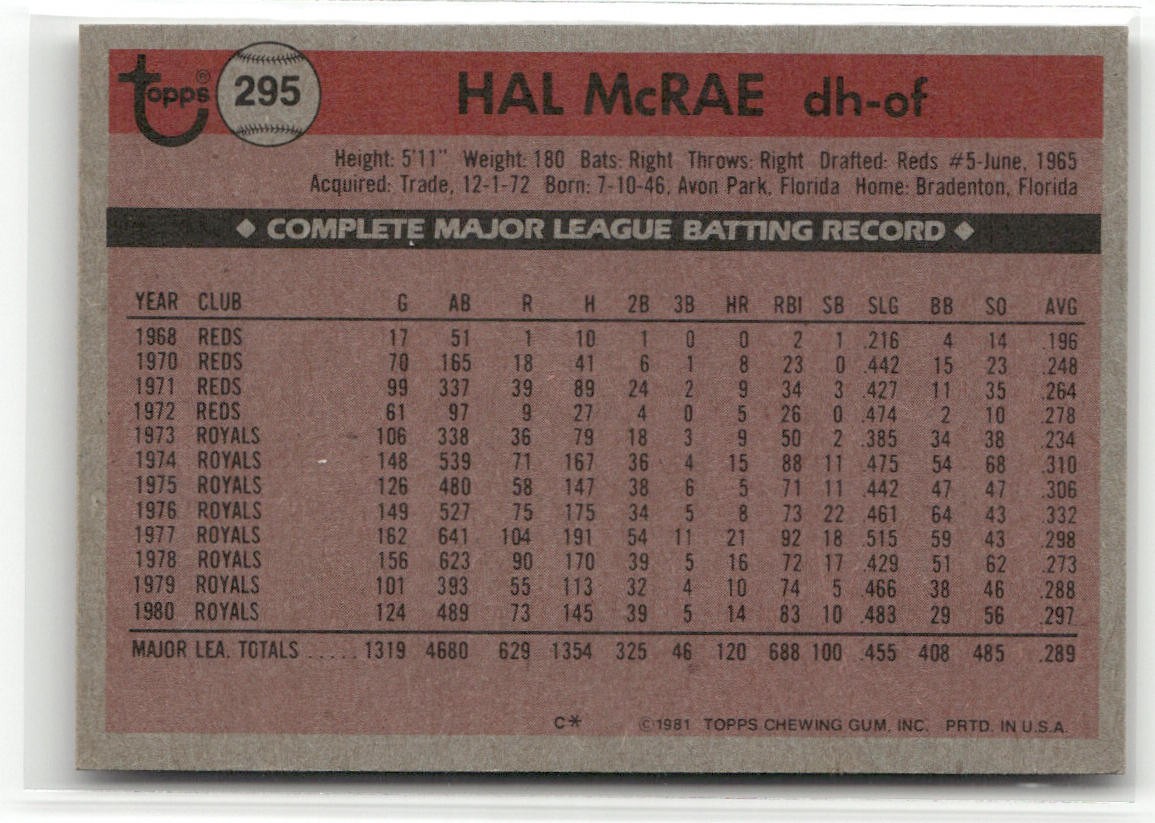 topps® 295 HAL McRAE dh-of
Height: 5'11" Weight: 180 Bats: Right Throws: Right Drafted: Reds #5-June, 1965
Acquired: Trade, 12-1-72 Born: 7-10-46, Avon Park, Florida Home: Bradenton, Florida
◆ COMPLETE MAJOR LEAGUE BATTING RECORD ◆
YEAR CLUB G AB R H 2B 3B HR RBI SB SLG BB SO AVG
1968 REDS 17 51 1 10 1 0 0 2 1 .216 4 14 .196
1970 REDS 70 165 18 41 6 1 8 23 0 .442 15 23 .248
1971 REDS 99 337 39 89 24 2 9 34 3 .427 11 35 .264
1972 REDS 61 97 9 27 4 0 5 26 0 .474 2 10 .278
1973 ROYALS 106 338 36 79 18 3 9 50 2 .385 34 38 .234
1974 ROYALS 148 539 71 167 36 4 15 88 11 .475 54 68 .310
1975 ROYALS 126 480 58 147 38 6 5 71 11 .442 47 47 .306
1976 ROYALS 149 527 75 175 34 5 8 73 22 .461 64 43 .332
1977 ROYALS 162 641 104 191 54 11 21 92 18 .515 59 43 .298
1978 ROYALS 156 623 90 170 39 5 16 72 17 .429 51 62 .273
1979 ROYALS 101 393 55 113 32 4 10 74 5 .466 38 46 .288
1980 ROYALS 124 489 73 145 39 5 14 83 10 .483 29 56 .297
MAJOR LEA. TOTALS ..... 1319 4680 629 1354 325 46 120 688 100 .455 408 485 .289
C* ©1981 TOPPS CHEWING GUM, INC. PRTD. IN U.S.A.